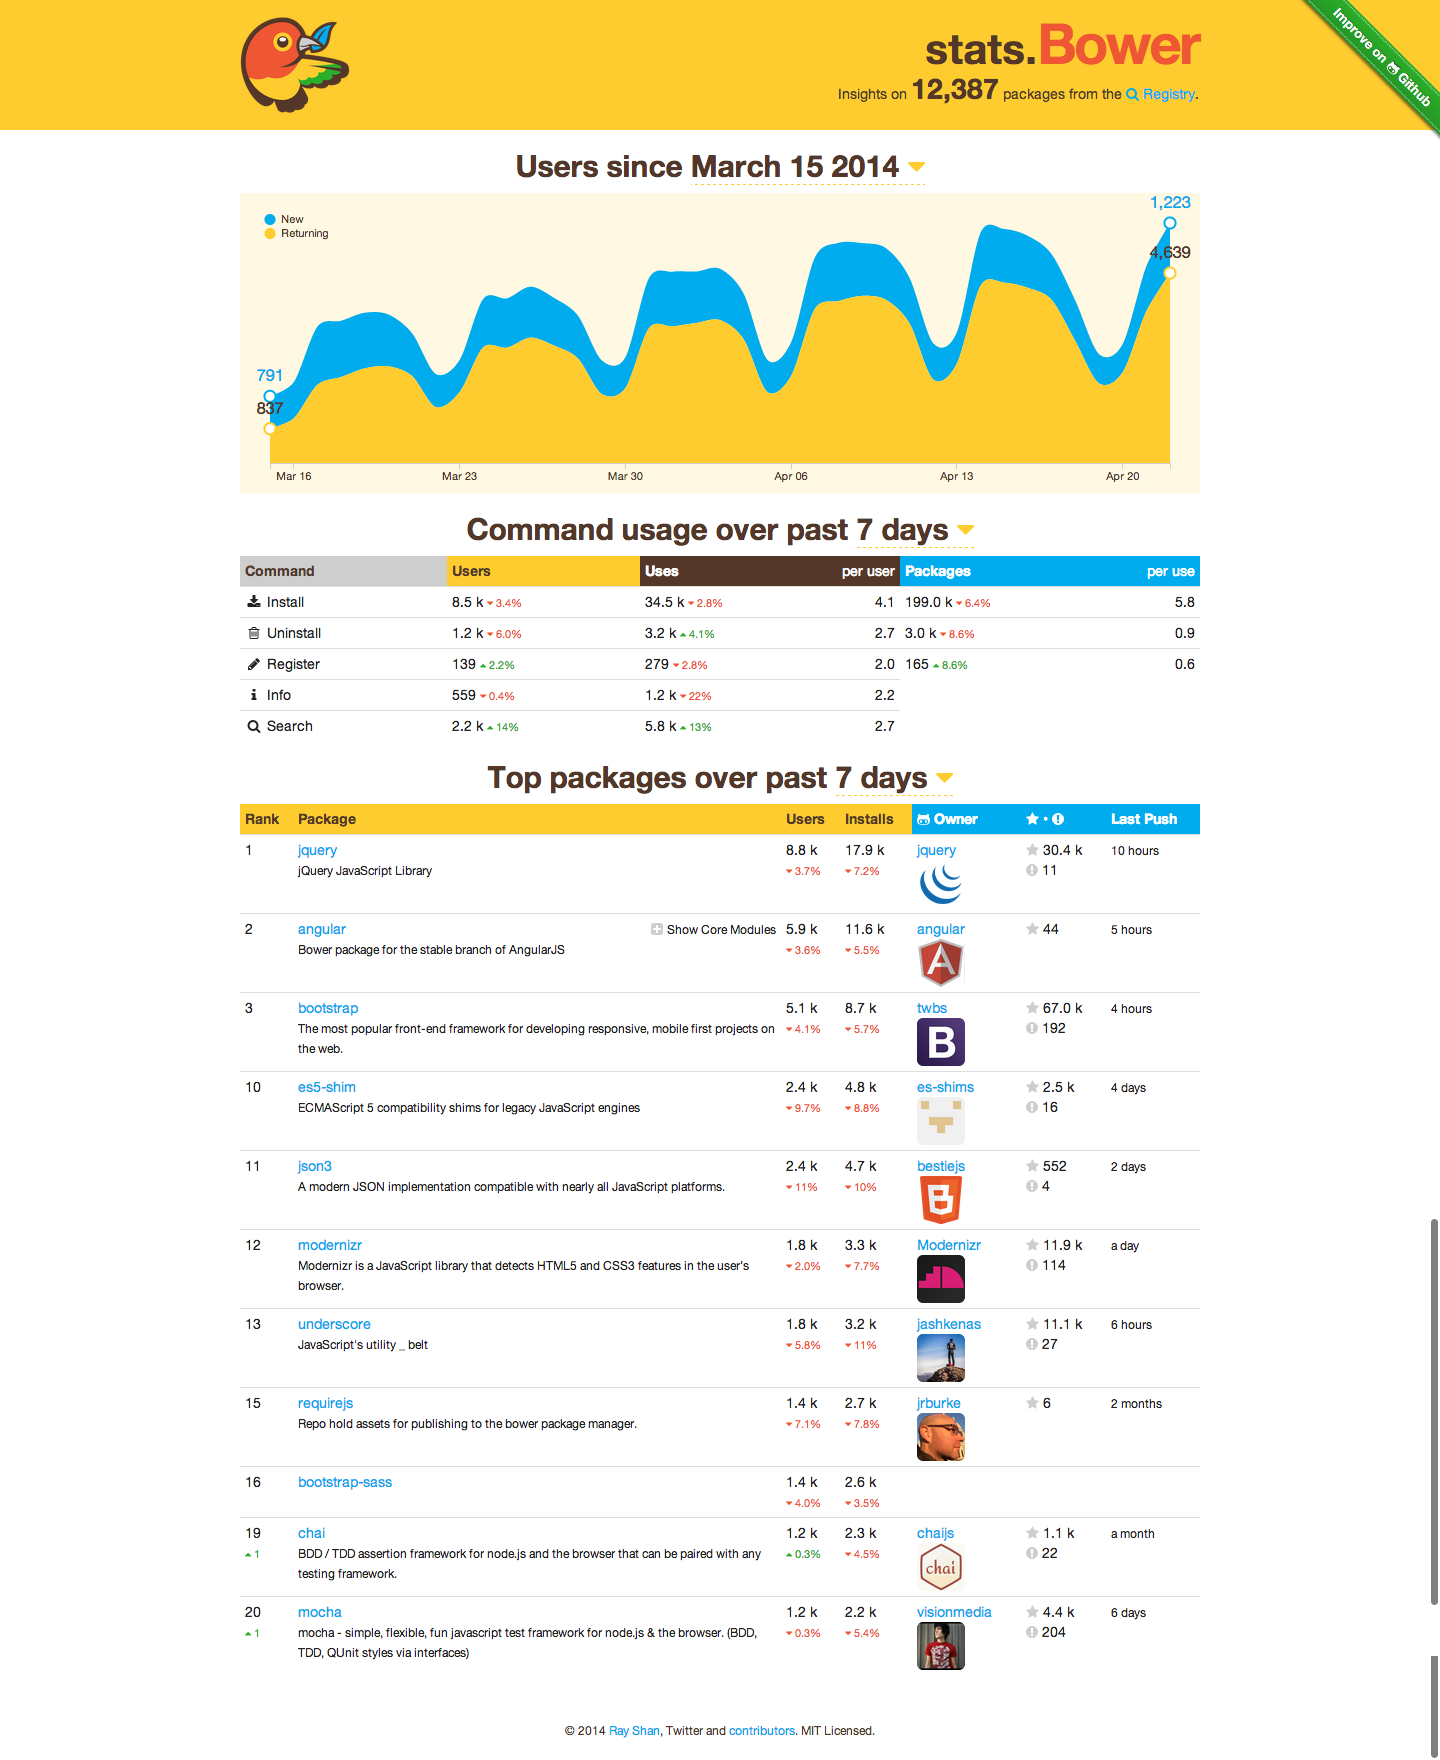 stats.Bower
Insights on 12,387 packages from the Registry.
Improve on Github
Users since March 15 2014
New
Returning
1,223
4,639
791
837
Mar 16 Mar 23 Mar 30 Apr 06 Apr 13 Apr 20
Command usage over past 7 days
Command Users Uses per user Packages per use
Install 8.5 k 3.4% 34.5 k 2.8% 4.1 199.0 k 6.4% 5.8
Uninstall 1.2 k 6.0% 3.2 k 4.1% 2.7 3.0 k 8.6% 0.9
Register 139 2.2% 279 2.8% 2.0 165 8.6% 0.6
Info 559 0.4% 1.2 k 22% 2.2
Search 2.2 k 14% 5.8 k 13% 2.7
Top packages over past 7 days
Rank Package Users Installs Owner • Last Push
1 jquery 8.8 k 17.9 k jquery 30.4 k 10 hours
jQuery JavaScript Library 3.7% 7.2% 11
2 angular Show Core Modules 5.9 k 11.6 k angular 44 5 hours
Bower package for the stable branch of AngularJS 3.6% 5.5%
A
3 bootstrap 5.1 k 8.7 k twbs 67.0 k 4 hours
The most popular front-end framework for developing responsive, mobile first projects on 4.1% 5.7% 192
the web.
B
10 es5-shim 2.4 k 4.8 k es-shims 2.5 k 4 days
ECMAScript 5 compatibility shims for legacy JavaScript engines 9.7% 8.8% 16
11 json3 2.4 k 4.7 k bestiejs 552 2 days
A modern JSON implementation compatible with nearly all JavaScript platforms. 11% 10% 4
B
12 modernizr 1.8 k 3.3 k Modernizr 11.9 k a day
Modernizr is a JavaScript library that detects HTML5 and CSS3 features in the user's 2.0% 7.7% 114
browser.
13 underscore 1.8 k 3.2 k jashkenas 11.1 k 6 hours
JavaScript's utility _ belt 5.8% 11% 27
15 requirejs 1.4 k 2.7 k jrburke 6 2 months
Repo hold assets for publishing to the bower package manager. 7.1% 7.8%
16 bootstrap-sass 1.4 k 2.6 k
4.0% 3.5%
19 chai 1.2 k 2.3 k chaijs 1.1 k a month
1 BDD / TDD assertion framework for node.js and the browser that can be paired with any 0.3% 4.5% 22
testing framework.
chai
20 mocha 1.2 k 2.2 k visionmedia 4.4 k 6 days
1 mocha - simple, flexible, fun javascript test framework for node.js & the browser. (BDD, 0.3% 5.4% 204
TDD, QUnit styles via interfaces)
© 2014 Ray Shan, Twitter and contributors. MIT Licensed.